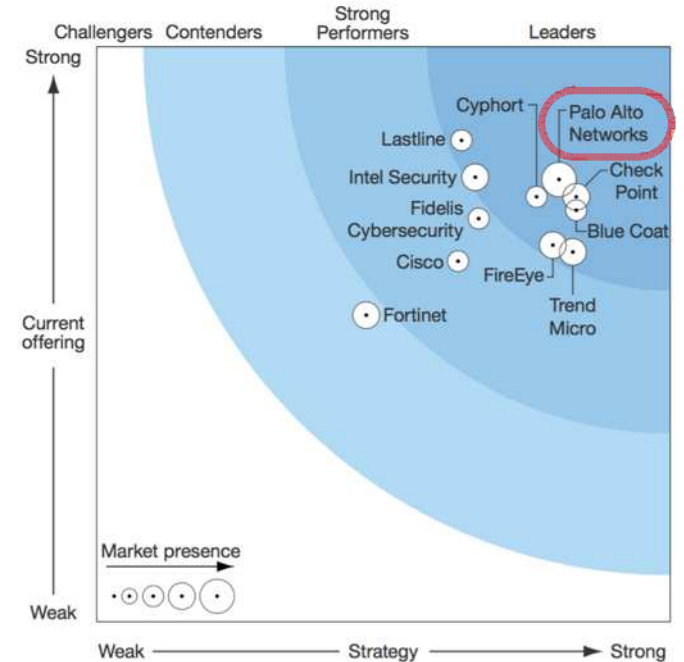 Challengers Contenders Strong Performers Leaders
Strong
Cyphort
Palo Alto
Networks
Lastline
Check
Point
Intel Security
Fidelis
Cybersecurity
Blue Coat
Cisco
FireEye
Trend
Micro
Fortinet
Current
offering
Market presence
Weak
Weak Strategy Strong